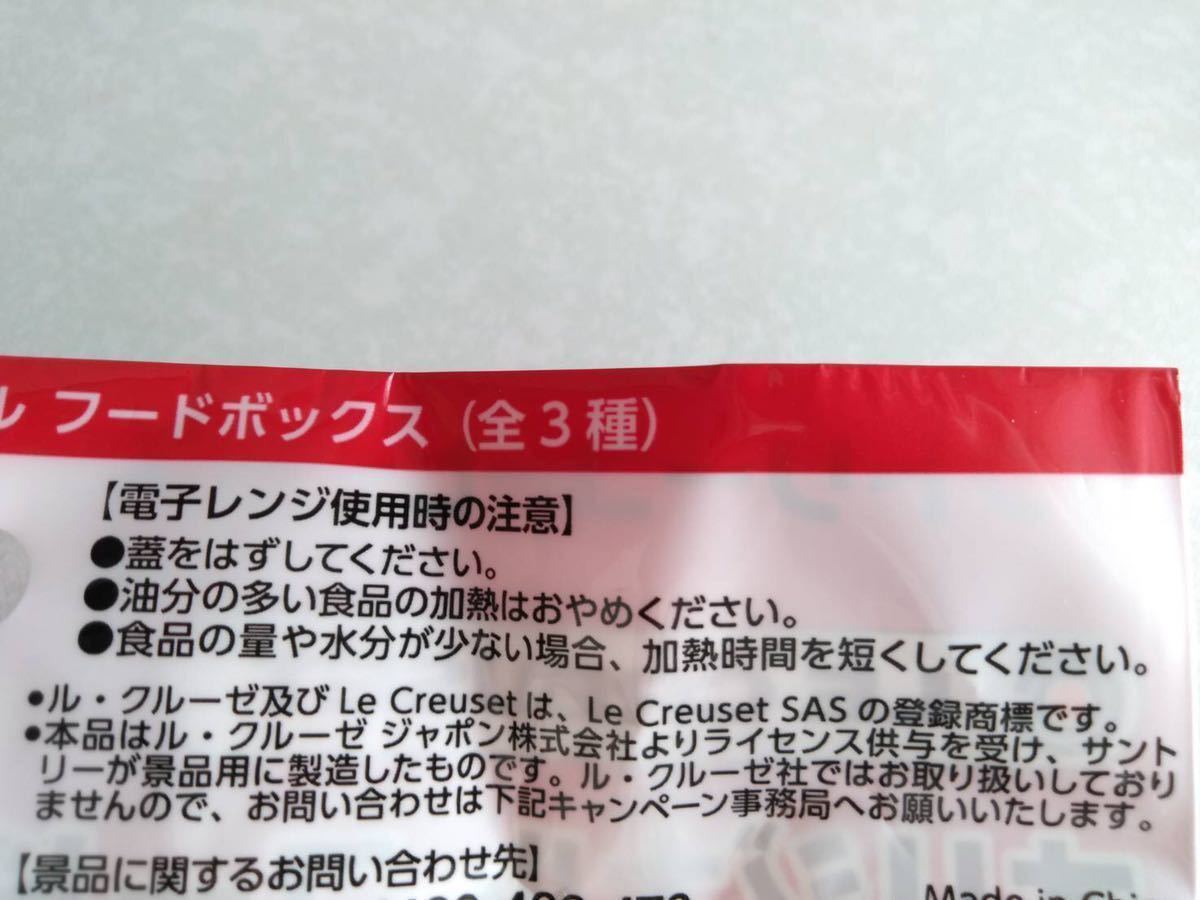 ル フードボックス (全3種)
【電子レンジ使用時の注意】
●蓋をはずしてください。
●油分の多い食品の加熱はおやめください。
●食品の量や水分が少ない場合、加熱時間を短くしてください。
•ル・クルーゼ及び Le Creuset は、Le Creuset SAS の登録商標です。
•本品はル・クルーゼ ジャポン株式会社よりライセンス供与を受け、サント
リーが景品用に製造したものです。ル・クルーゼ社ではお取り扱いしており
ませんので、お問い合わせは下記キャンペーン事務局へお願いいたします。
【景品に関するお問い合わせ先】
Made in